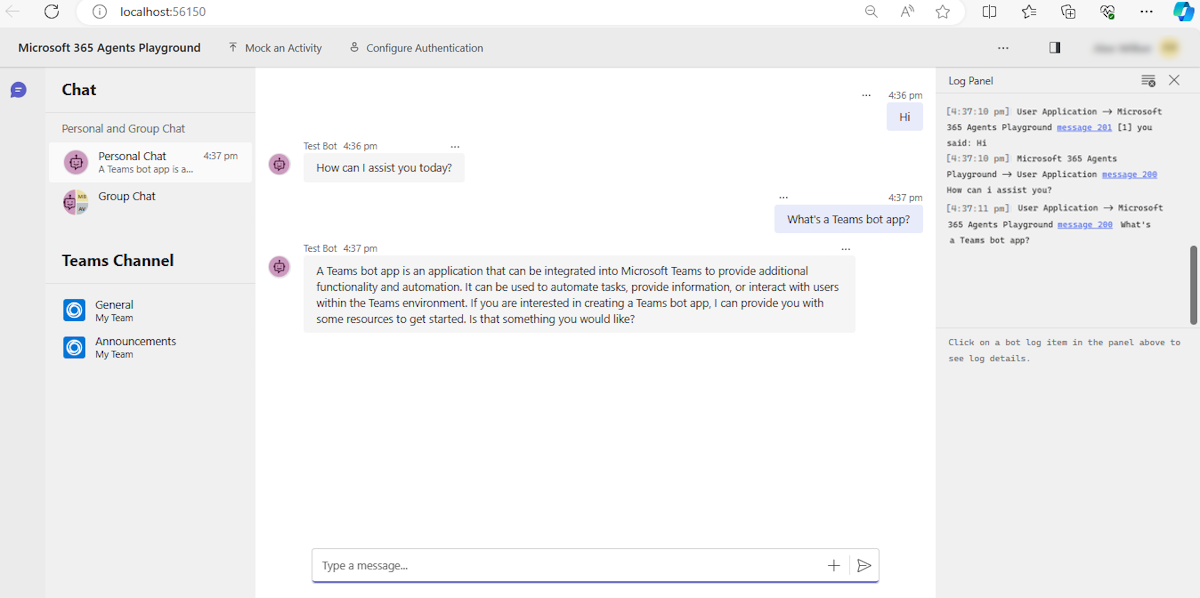 localhost:56150
Microsoft 365 Agents Playground
Mock an Activity
Configure Authentication
Chat
Personal and Group Chat
Personal Chat 4:37 pm
A Teams bot app is a...
Group Chat
Teams Channel
General
My Team
Announcements
My Team
4:36 pm
Hi
Test Bot 4:36 pm
How can I assist you today?
4:37 pm
What's a Teams bot app?
Test Bot 4:37 pm
A Teams bot app is an application that can be integrated into Microsoft Teams to provide additional
functionality and automation. It can be used to automate tasks, provide information, or interact with users
within the Teams environment. If you are interested in creating a Teams bot app, I can provide you with
some resources to get started. Is that something you would like?
Type a message...
Log Panel
[4:37:10 pm] User Application → Microsoft
365 Agents Playground message 201 [1] you
said: Hi
[4:37:10 pm] Microsoft 365 Agents
Playground → User Application message 200
How can i assist you?
[4:37:11 pm] User Application → Microsoft
365 Agents Playground message 200 What's
a Teams bot app?
Click on a bot log item in the panel above to
see log details.